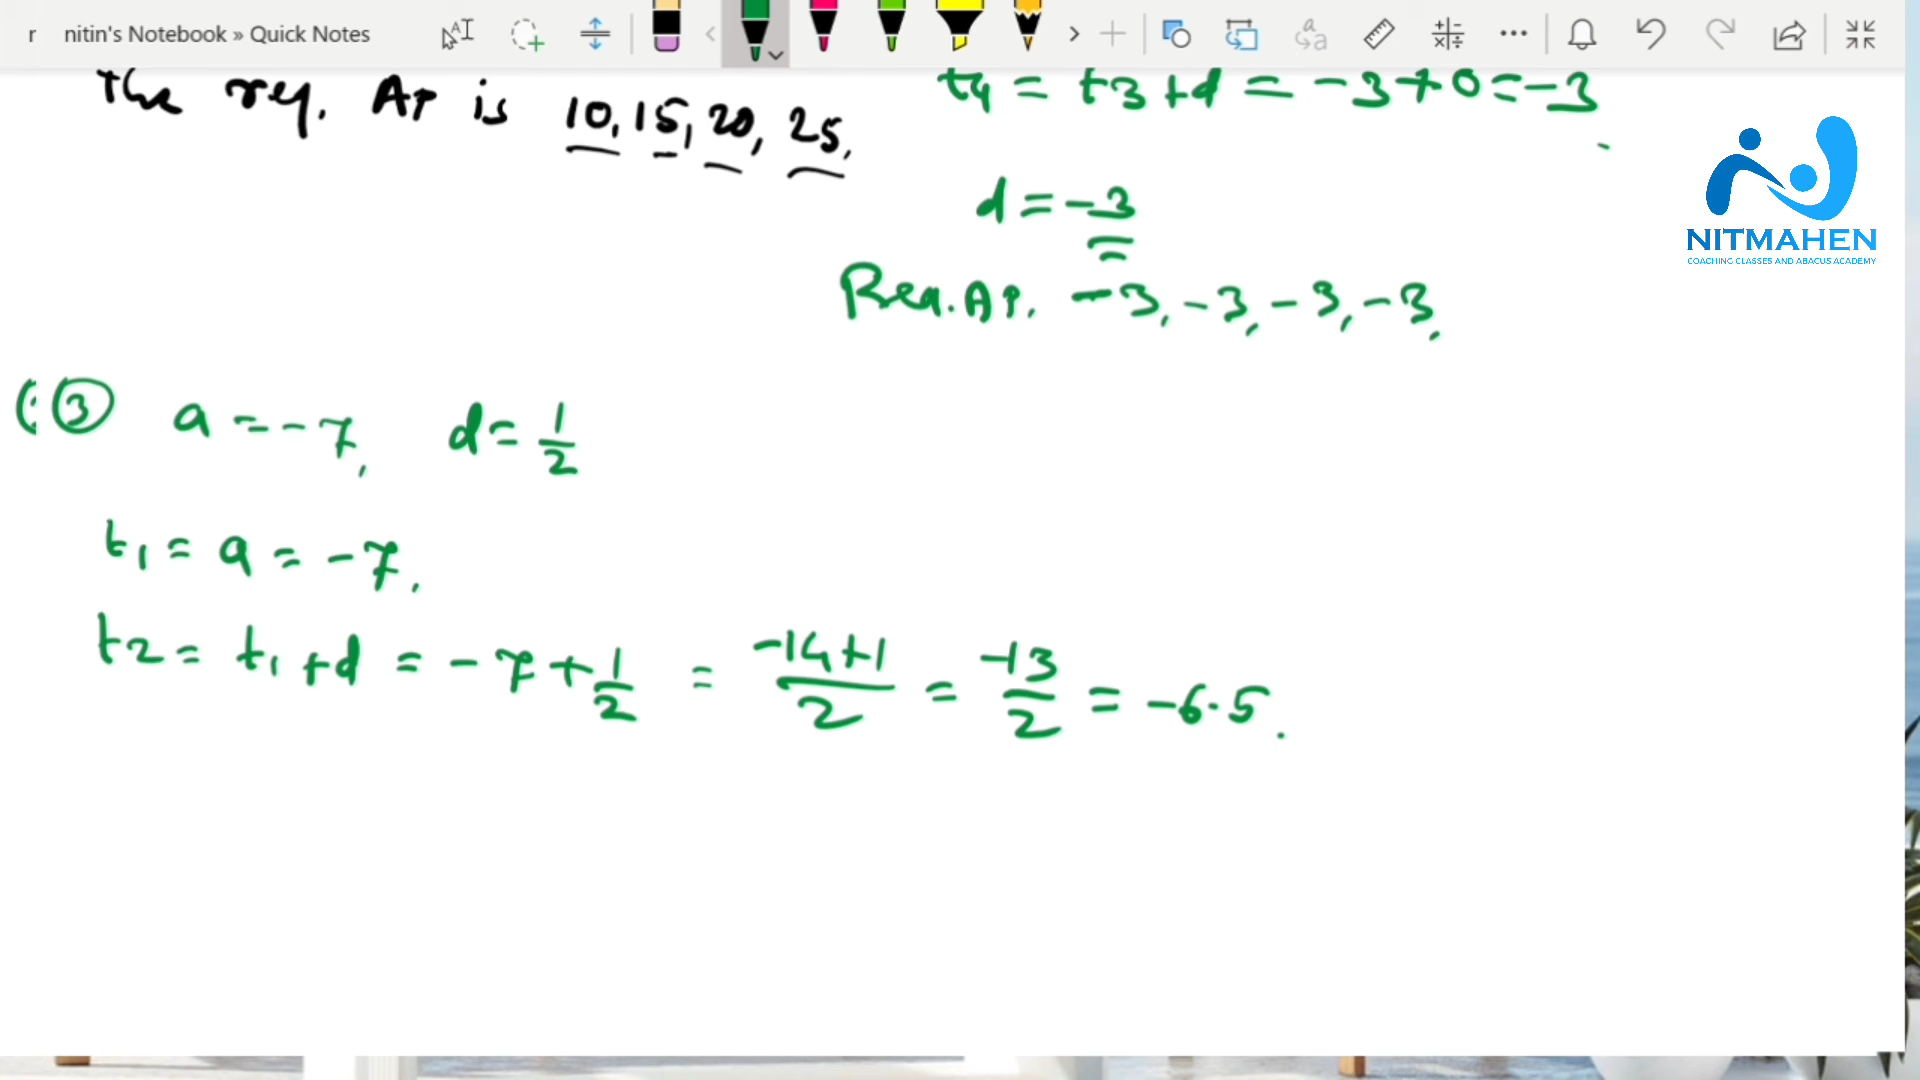 nitin's Notebook » Quick Notes
the req. AP is 10, 15, 20, 25.
t4 = t3 + d = -3 + 0 = -3.
d = -3
Req. AP. -3, -3, -3, -3.
NITMAHEN
COACHING CLASSES AND ABACUS ACADEMY
③ a = -7, d = 1/2
t1 = a = -7.
t2 = t1 + d = -7 + 1/2 = -14+1/2 = -13/2 = -6.5.